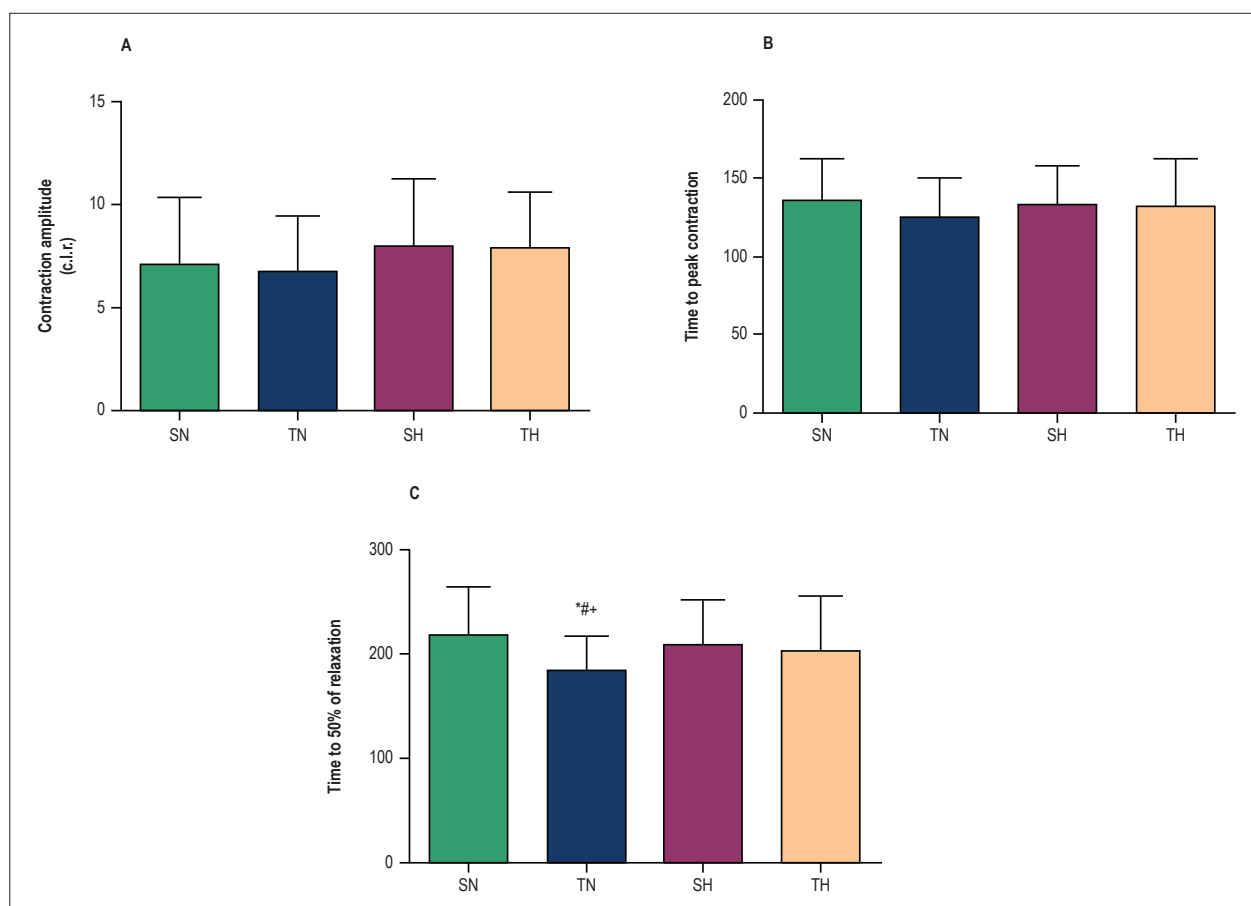 A
Contraction amplitude
(c.l.r.)
15
10
5
0
SN TN SH TH
B
Time to peak contraction
200
150
100
50
0
SN TN SH TH
C
Time to 50% of relaxation
300
200
100
0
*#+
SN TN SH TH